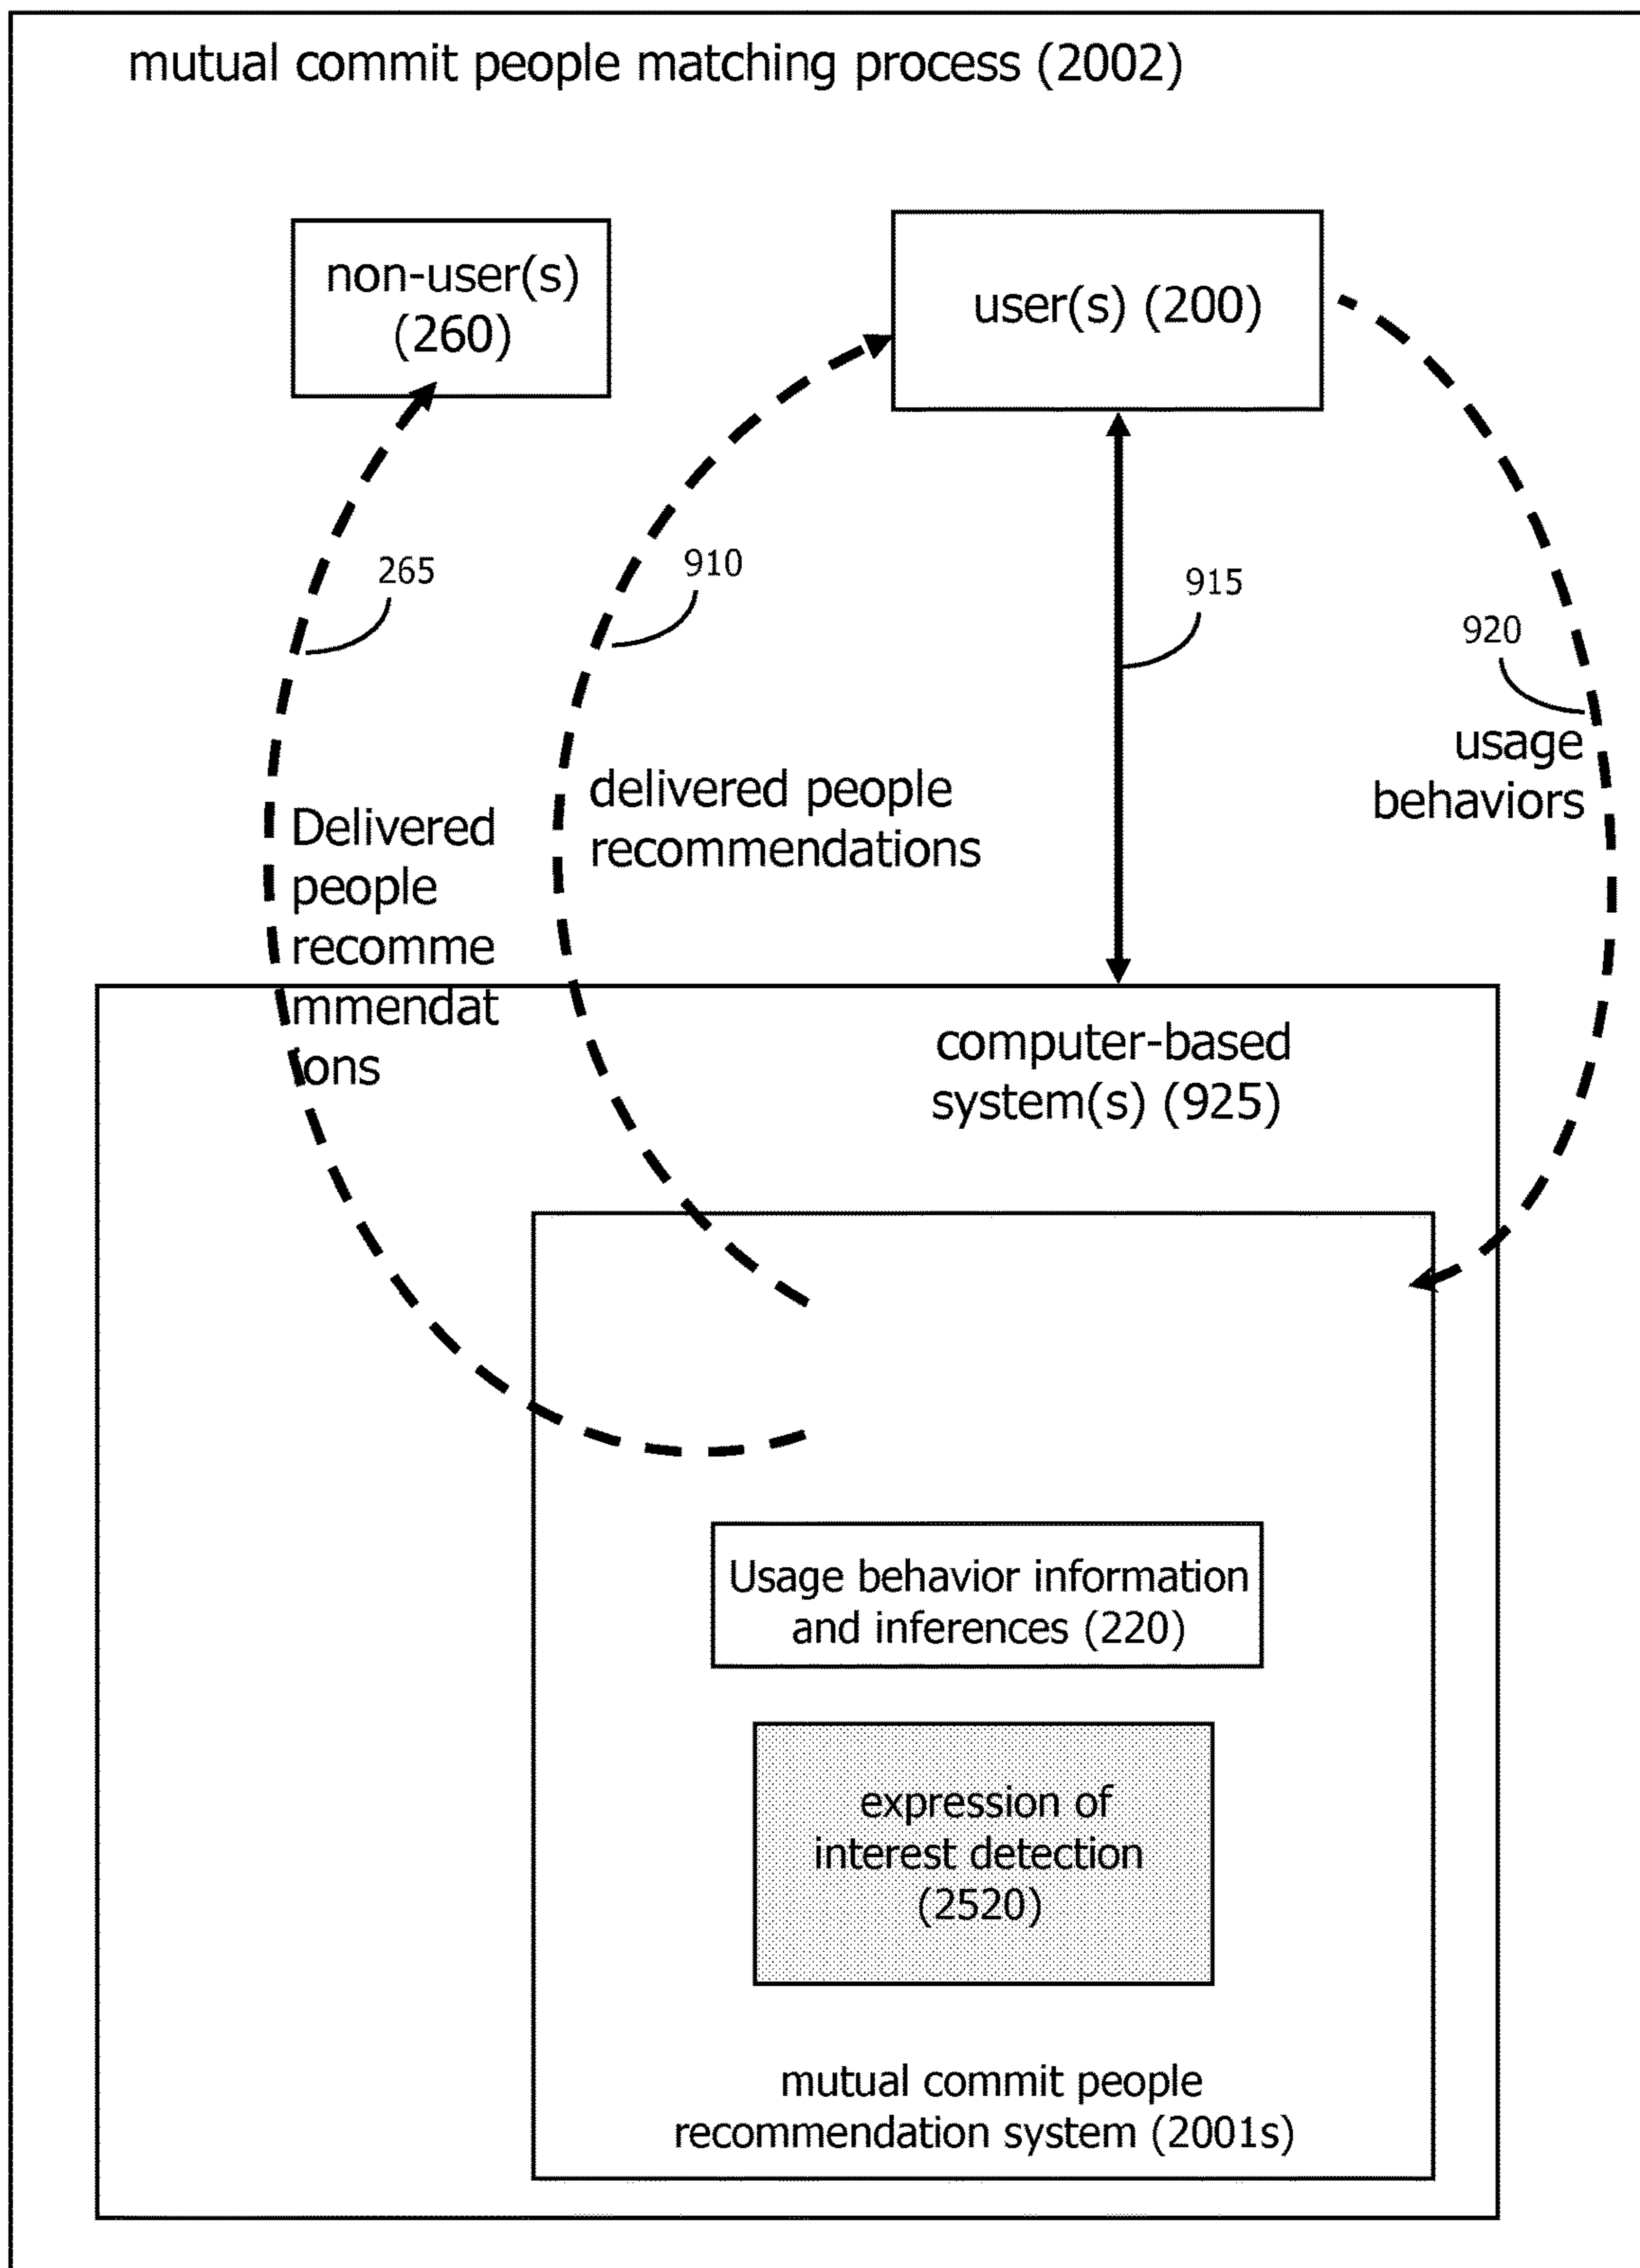 mutual commit people matching process (2002)
non-user(s)
(260)
user(s) (200)
265
910
915
920
usage
behaviors
delivered people
recommendations
Delivered
people
recomme
mmendat
ons
computer-based
system(s) (925)
Usage behavior information
and inferences (220)
expression of
interest detection
(2520)
mutual commit people
recommendation system (2001s)